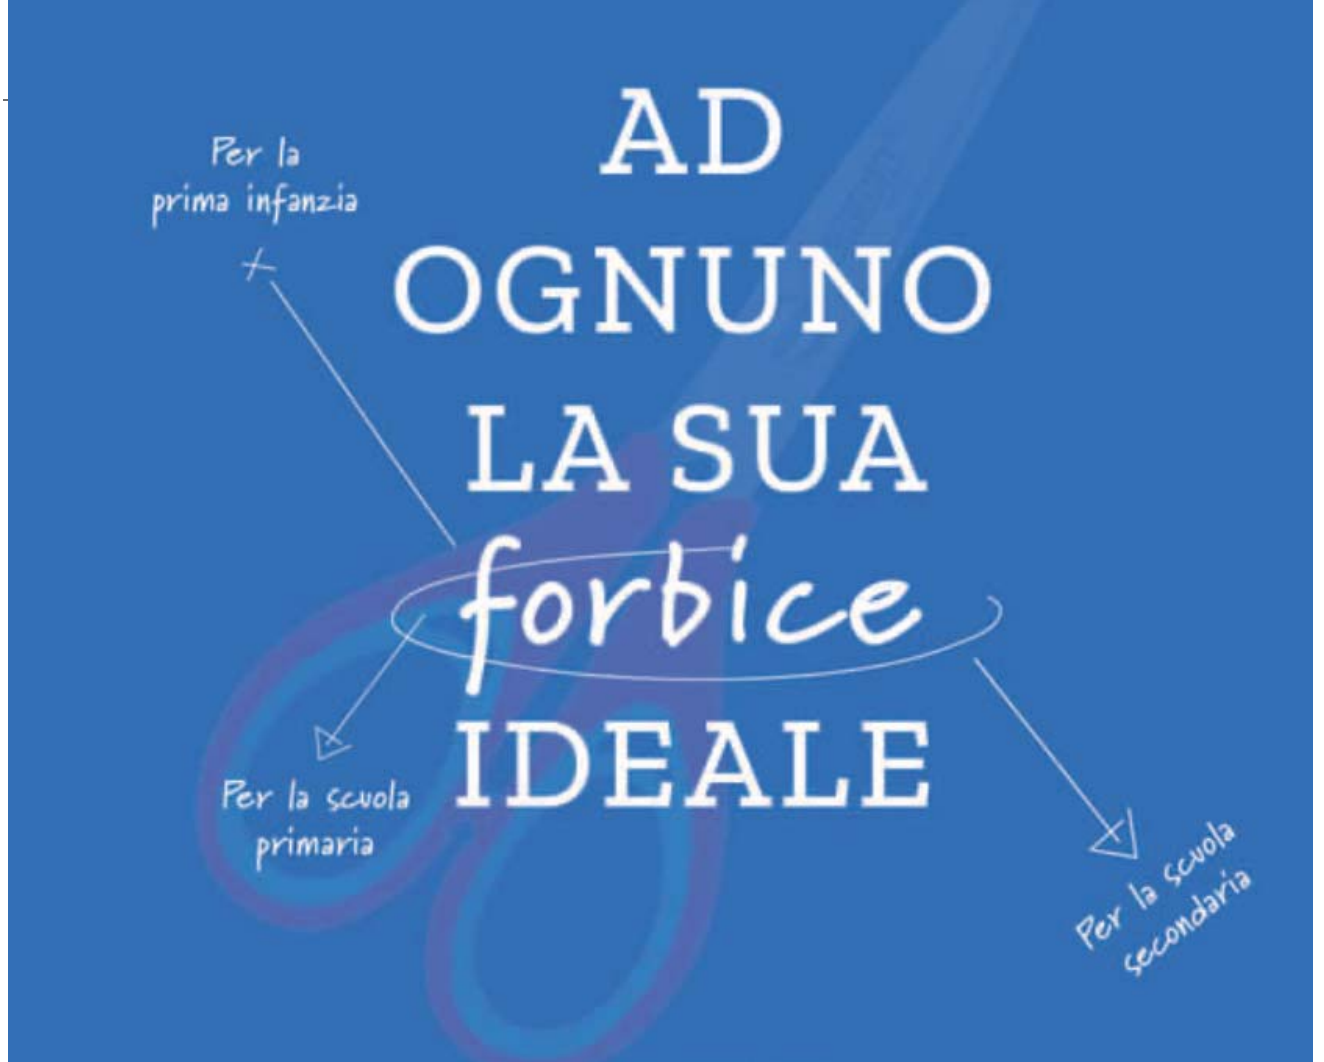 Per la
prima infanzia
AD
OGNUNO
LA SUA
forbice
IDEALE
Per la scuola
primaria
Per la scuola
secondaria